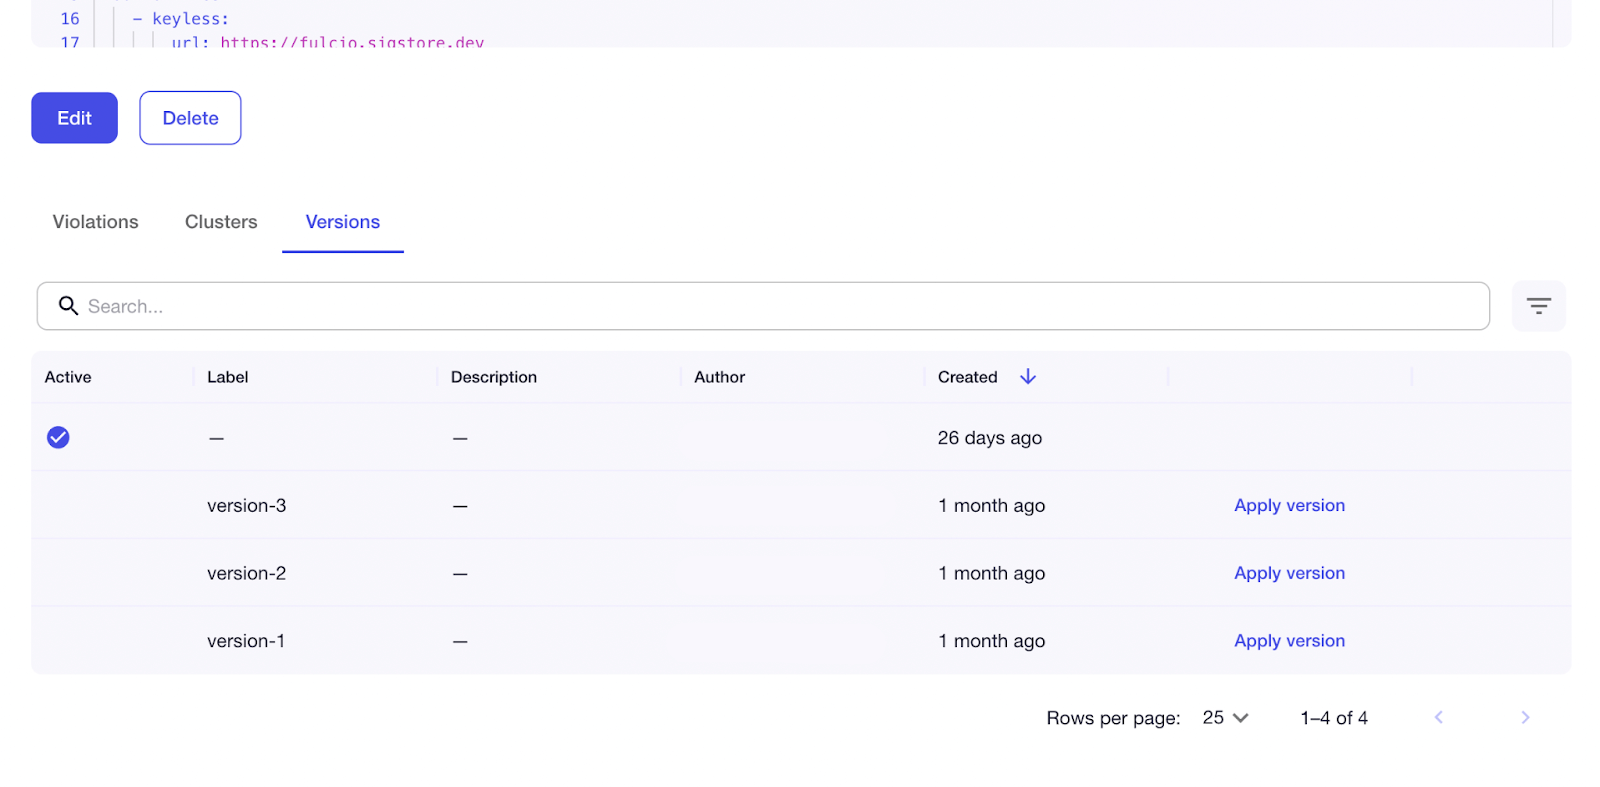 16 - keyless:
17 url: https://fulcio.sigstore.dev
Edit Delete
Violations Clusters Versions
Search...
Active Label Description Author Created
— — 26 days ago
version-3 — 1 month ago Apply version
version-2 — 1 month ago Apply version
version-1 — 1 month ago Apply version
Rows per page: 25 1–4 of 4